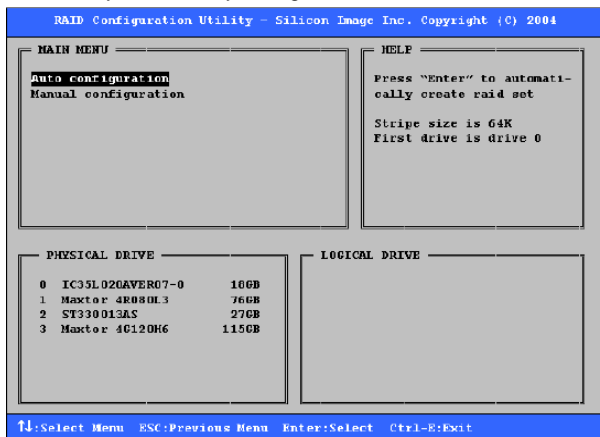 RAID Configuration Utility - Silicon Image Inc. Copyright (C) 2004
MAIN MENU
Auto configuration
Manual configuration
HELP
Press "Enter" to automati-
cally create raid set
Stripe size is 64K
First drive is drive 0
PHYSICAL DRIVE
0 IC35L020AVER07-0 18GB
1 Maxtor 4R080L3 76GB
2 ST330013AS 27GB
3 Maxtor 4G120H6 115GB
LOGICAL DRIVE
↑↓:Select Menu ESC:Previous Menu Enter:Select Ctrl-E:Exit